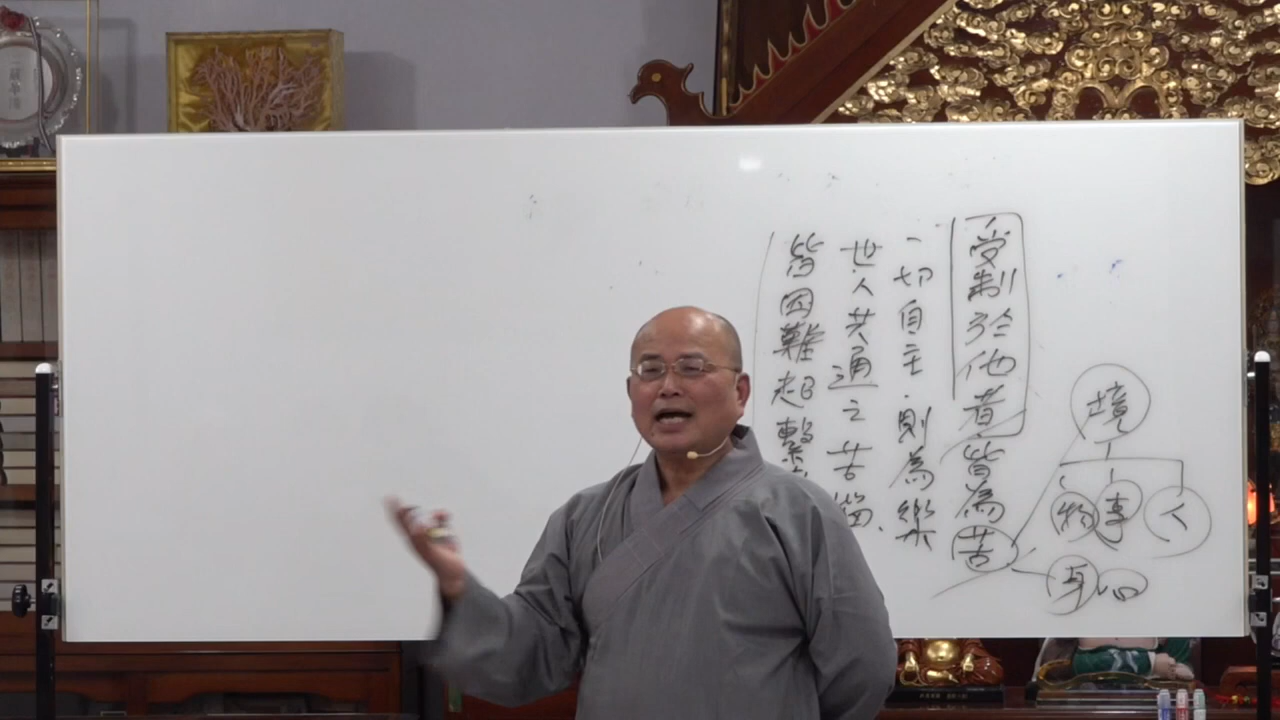 受制於他者皆為苦
一切自主、則為樂
世人共通之苦惱、
皆因難超繫
境
物 事 人
身 心